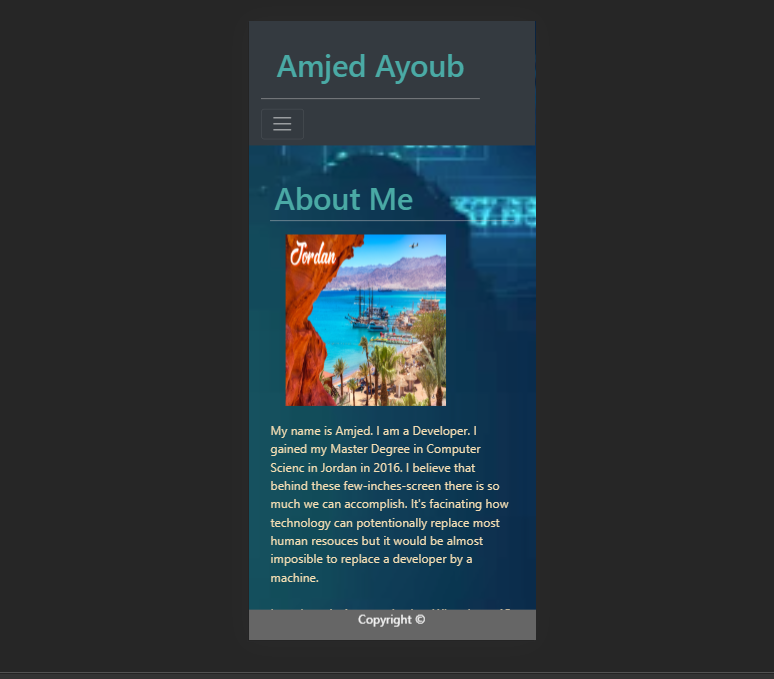 Amjed Ayoub
About Me
Jordan
My name is Amjed. I am a Developer. I
gained my Master Degree in Computer
Scienc in Jordan in 2016. I believe that
behind these few-inches-screen there is so
much we can accomplish. It's facinating how
technology can potentially replace most
human resouces but it would be almost
imposible to replace a developer by a
machine.
Copyright ©